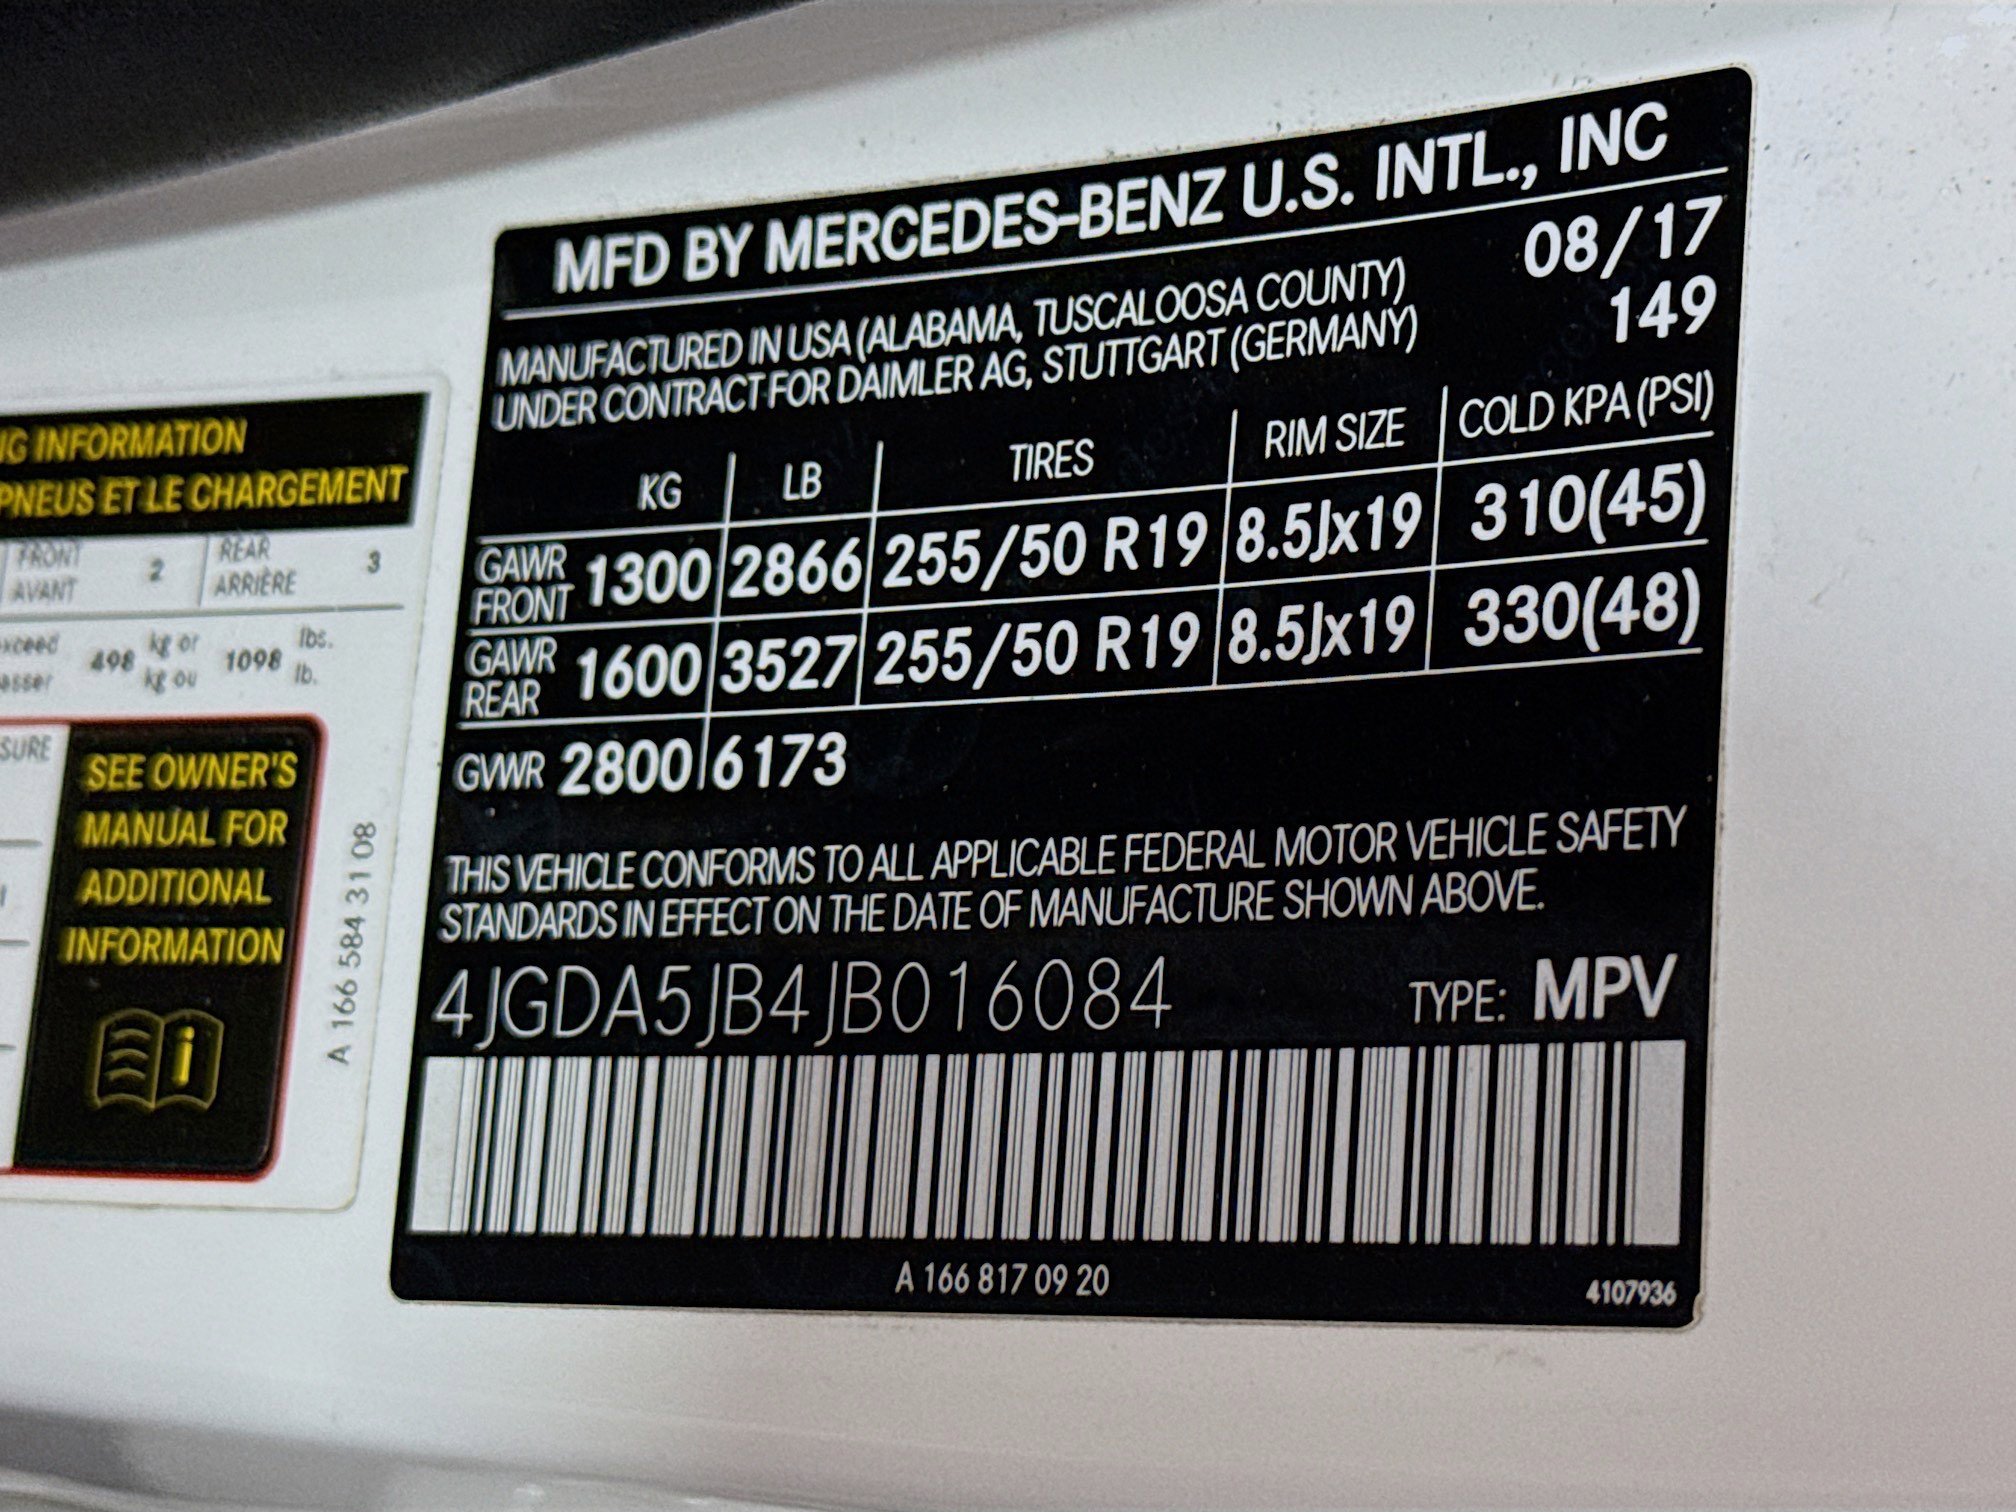 MFD BY MERCEDES-BENZ U.S. INTL., INC
MANUFACTURED IN USA (ALABAMA, TUSCALOOSA COUNTY) 08/17
UNDER CONTRACT FOR DAIMLER AG, STUTTGART (GERMANY) 149
KG LB TIRES RIM SIZE COLD KPA (PSI)
GAWR FRONT 1300 2866 255/50 R19 8.5Jx19 310(45)
GAWR REAR 1600 3527 255/50 R19 8.5Jx19 330(48)
GVWR 2800 6173
THIS VEHICLE CONFORMS TO ALL APPLICABLE FEDERAL MOTOR VEHICLE SAFETY
STANDARDS IN EFFECT ON THE DATE OF MANUFACTURE SHOWN ABOVE.
4JGDA5JB4JB016084 TYPE: MPV
A 166 817 09 20 4107936
INFORMATION
PNEUS ET LE CHARGEMENT
FRONT 2 REAR 3
AVANT ARRIÈRE
498 kg or 1098 lbs.
kg ou lb.
SEE OWNER'S
MANUAL FOR
ADDITIONAL
INFORMATION
A 166 584 31 08